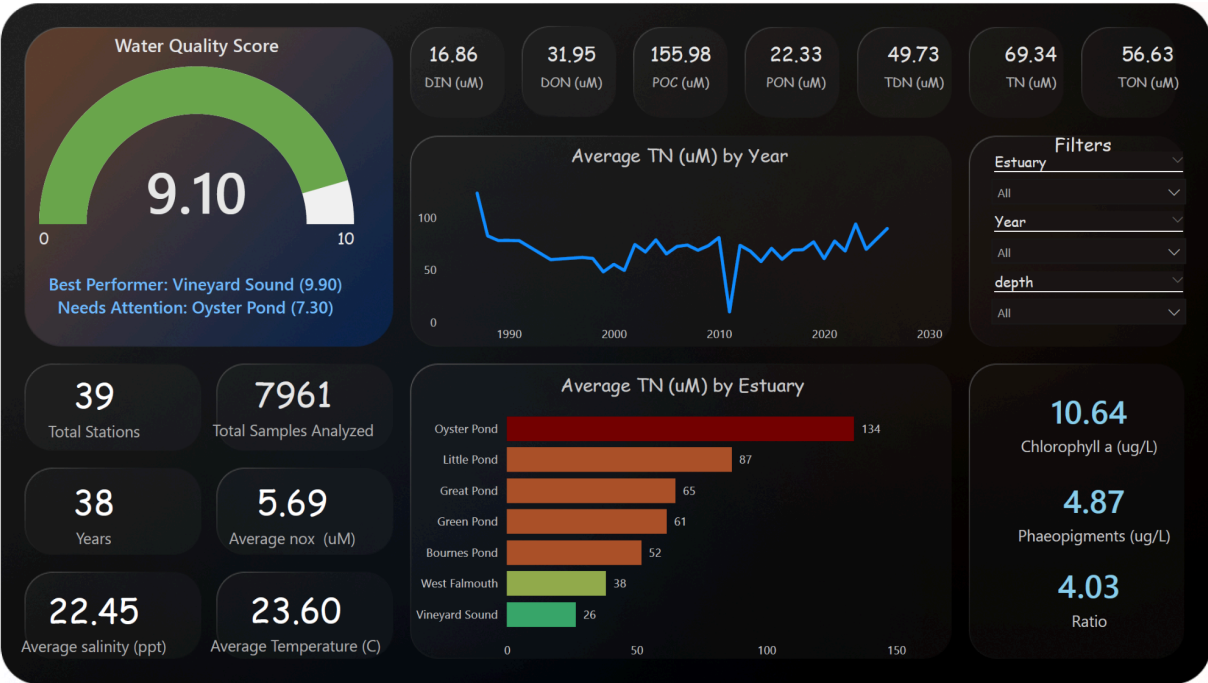 Water Quality Score
9.10
0
10
Best Performer: Vineyard Sound (9.90)
Needs Attention: Oyster Pond (7.30)
16.86
DIN (uM)
31.95
DON (uM)
155.98
POC (uM)
22.33
PON (uM)
49.73
TDN (uM)
69.34
TN (uM)
56.63
TON (uM)
Average TN (uM) by Year
100
50
0
1990
2000
2010
2020
2030
Filters
Estuary
All
Year
All
depth
All
39
Total Stations
7961
Total Samples Analyzed
38
Years
5.69
Average nox (uM)
22.45
Average salinity (ppt)
23.60
Average Temperature (C)
Average TN (uM) by Estuary
Oyster Pond 134
Little Pond 87
Great Pond 65
Green Pond 61
Bournes Pond 52
West Falmouth 38
Vineyard Sound 26
0 50 100 150
10.64
Chlorophyll a (ug/L)
4.87
Phaeopigments (ug/L)
4.03
Ratio